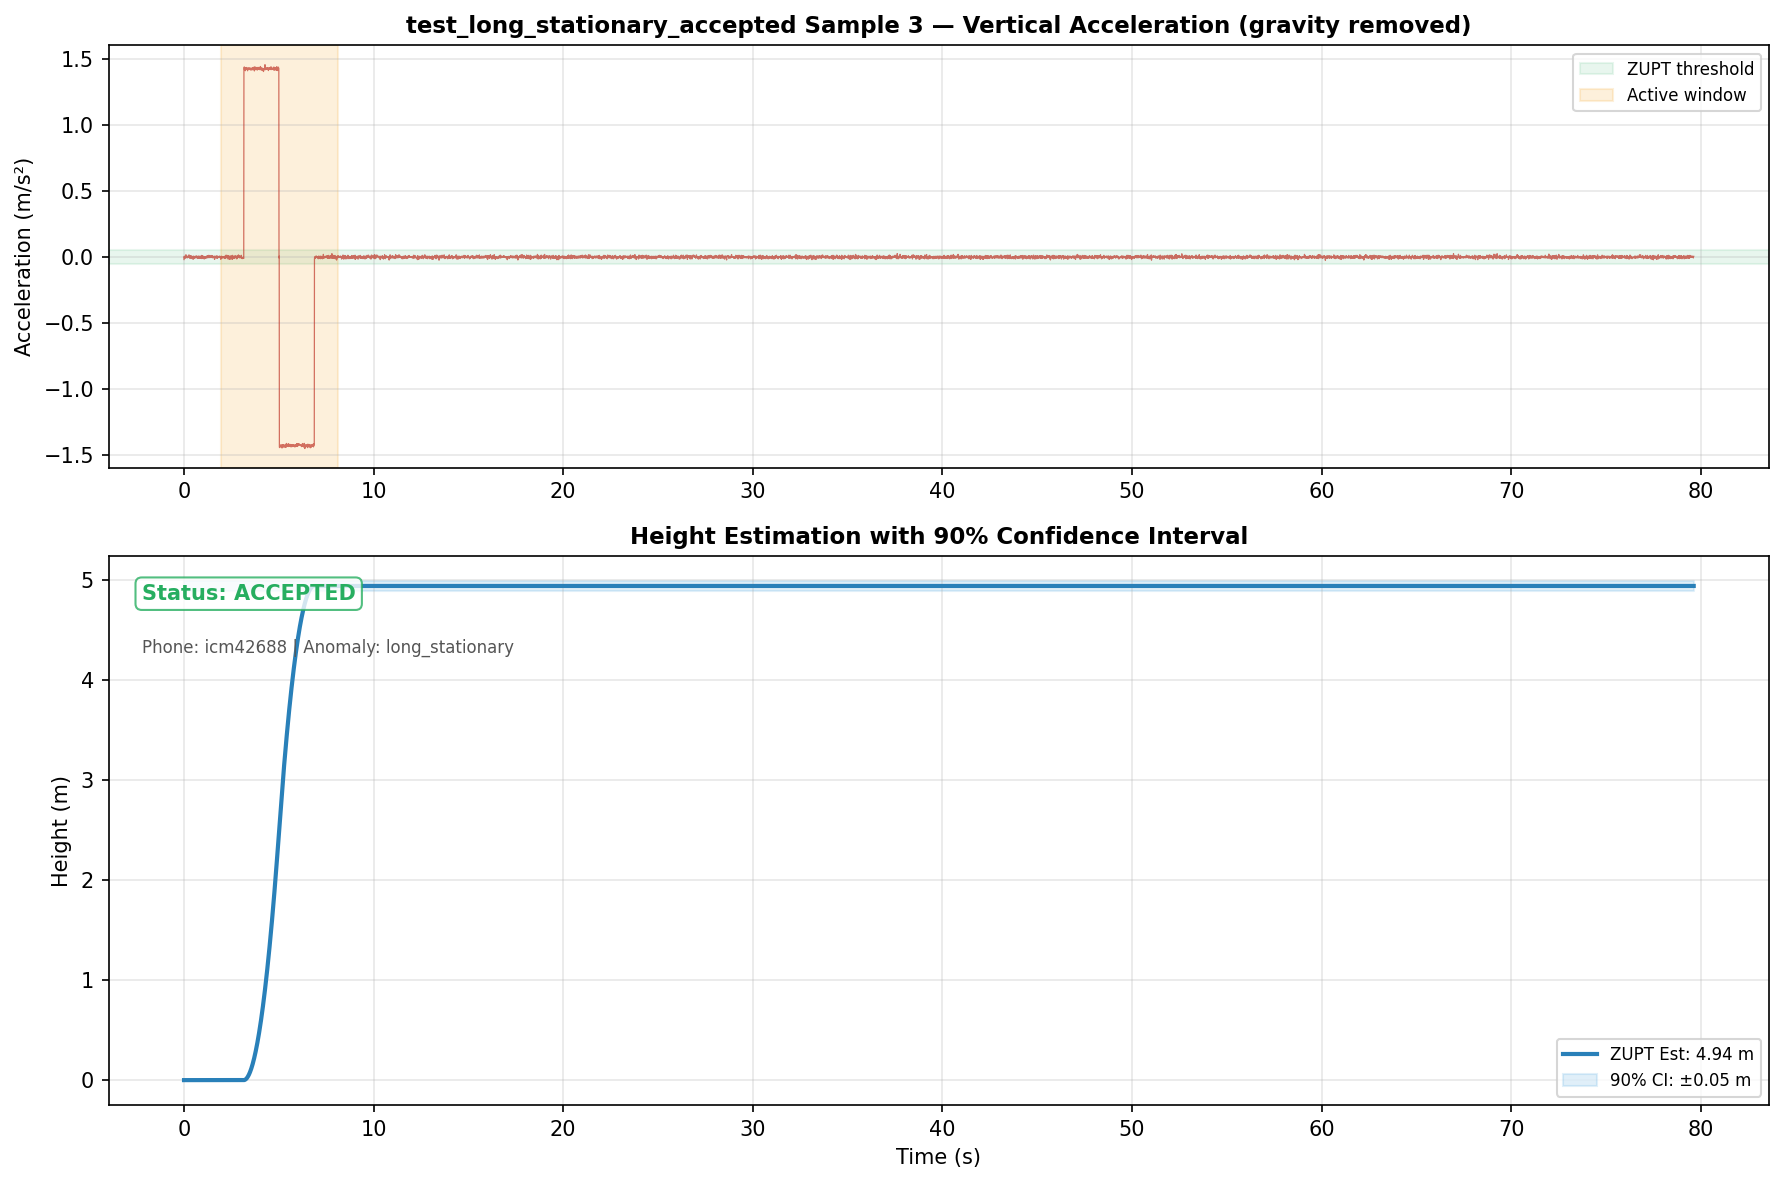 test_long_stationary_accepted Sample 3 — Vertical Acceleration (gravity removed)
1.5
1.0
0.5
0.0
−0.5
−1.0
−1.5
Acceleration (m/s²)
ZUPT threshold
Active window
0 10 20 30 40 50 60 70 80
Height Estimation with 90% Confidence Interval
5
4
3
2
1
0
Height (m)
Status: ACCEPTED
Phone: icm42688 | Anomaly: long_stationary
ZUPT Est: 4.94 m
90% CI: ±0.05 m
0 10 20 30 40 50 60 70 80
Time (s)